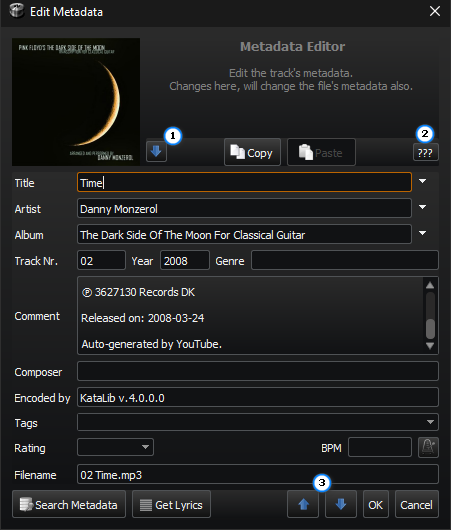 Edit Metadata
PINK FLOYD'S THE DARK SIDE OF THE MOON
TRANSCRIPTION FOR CLASSICAL GUITAR
ARRANGED AND PERFORMED BY
DANNY MONZEROL
Metadata Editor
Edit the track's metadata.
Changes here, will change the file's metadata also.
1
2
Copy Paste ???
Title Time
Artist Danny Monzerol
Album The Dark Side Of The Moon For Classical Guitar
Track Nr. 02 Year 2008 Genre
Comment
℗ 3627130 Records DK
Released on: 2008-03-24
Auto-generated by YouTube.
Composer
Encoded by KataLib v.4.0.0.0
Tags
Rating BPM
Filename 02 Time.mp3
3
Search Metadata Get Lyrics OK Cancel